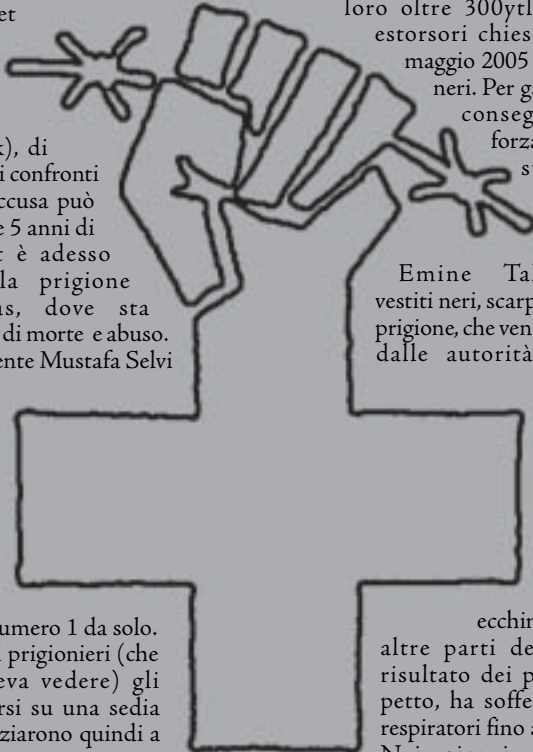 et
k), di
i confronti
ccusa può
e 5 anni di
t è adesso
la prigione
as, dove sta
di morte e abuso.
ente Mustafa Selvi
umero 1 da solo.
i prigionieri (che
eva vedere) gli
rsi su una sedia
ziarono quindi a
loro oltre 300ytl
estorsori chies
maggio 2005
neri. Per g
conseg
forz
s
Emine Ta
vestiti neri, scarp
prigione, che ven
dalle autorità
ecchi
altre parti de
risultato dei p
petto, ha soffe
respiratori fino a